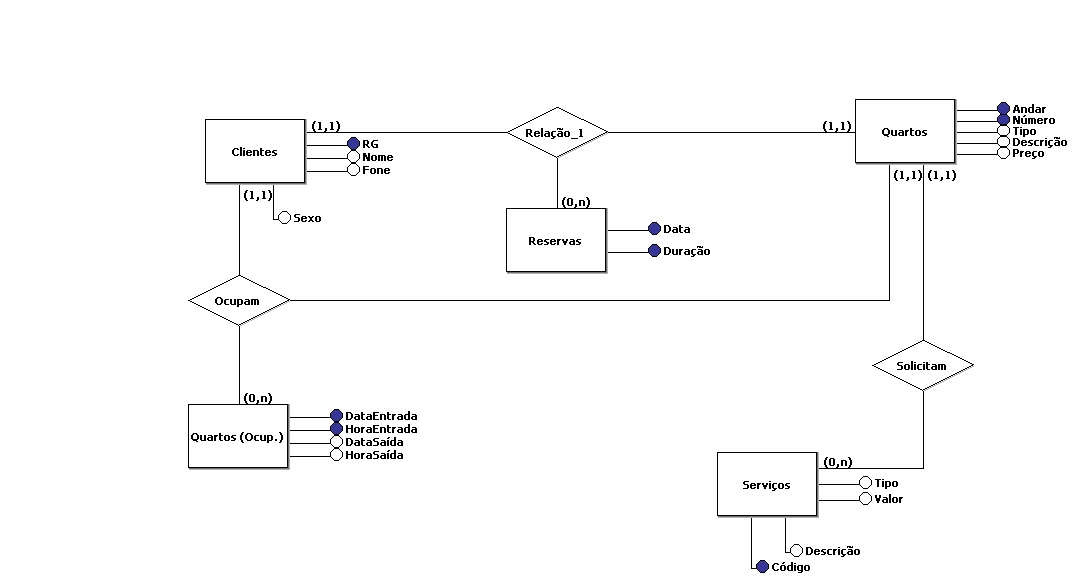 Clientes
(1,1)
RG
Nome
Fone
(1,1)
Sexo
Relação_1
(0,n)
Reservas
Data
Duração
(1,1)
Quartos
Andar
Número
Tipo
Descrição
Preço
(1,1)
(1,1)
Ocupam
(0,n)
Quartos (Ocup.)
DataEntrada
HoraEntrada
DataSaída
HoraSaída
Solicitam
(0,n)
Serviços
Tipo
Valor
Descrição
Código